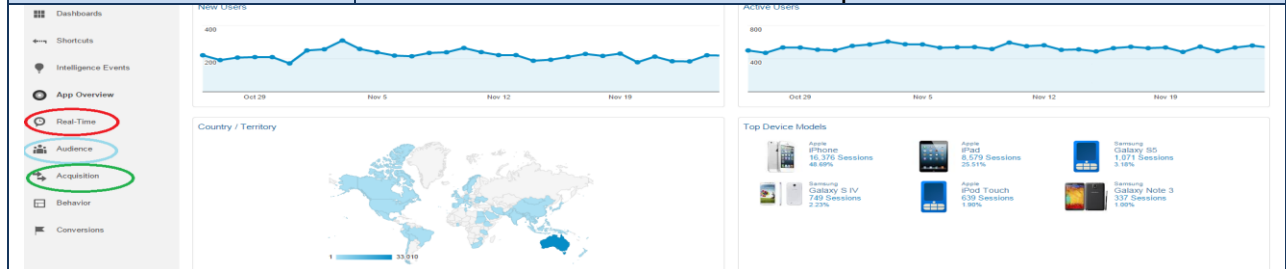 Dashboards
Shortcuts
Intelligence Events
App Overview
Real-Time
Audience
Acquisition
Behavior
Conversions
New Users
400
200
Oct 29 Nov 5 Nov 12 Nov 19
Active Users
800
400
Oct 29 Nov 5 Nov 12 Nov 19
Country / Territory
1 33,010
Top Device Models
Apple
iPhone
16,376 Sessions
48.69%
Apple
iPad
8,579 Sessions
25.51%
Samsung
Galaxy S5
1,071 Sessions
3.18%
Samsung
Galaxy S IV
749 Sessions
2.23%
Apple
iPod Touch
639 Sessions
1.90%
Samsung
Galaxy Note 3
337 Sessions
1.00%